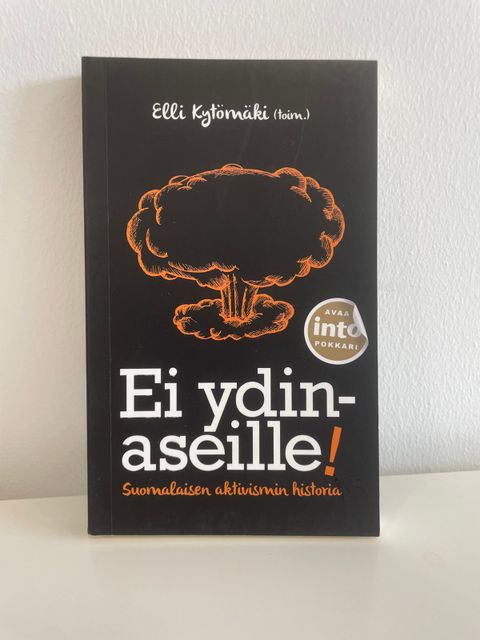 Elli Kytömäki (toim.)
AVAA
into
POKKARI
Ei ydin-
aseille!
Suomalaisen aktivismin historia